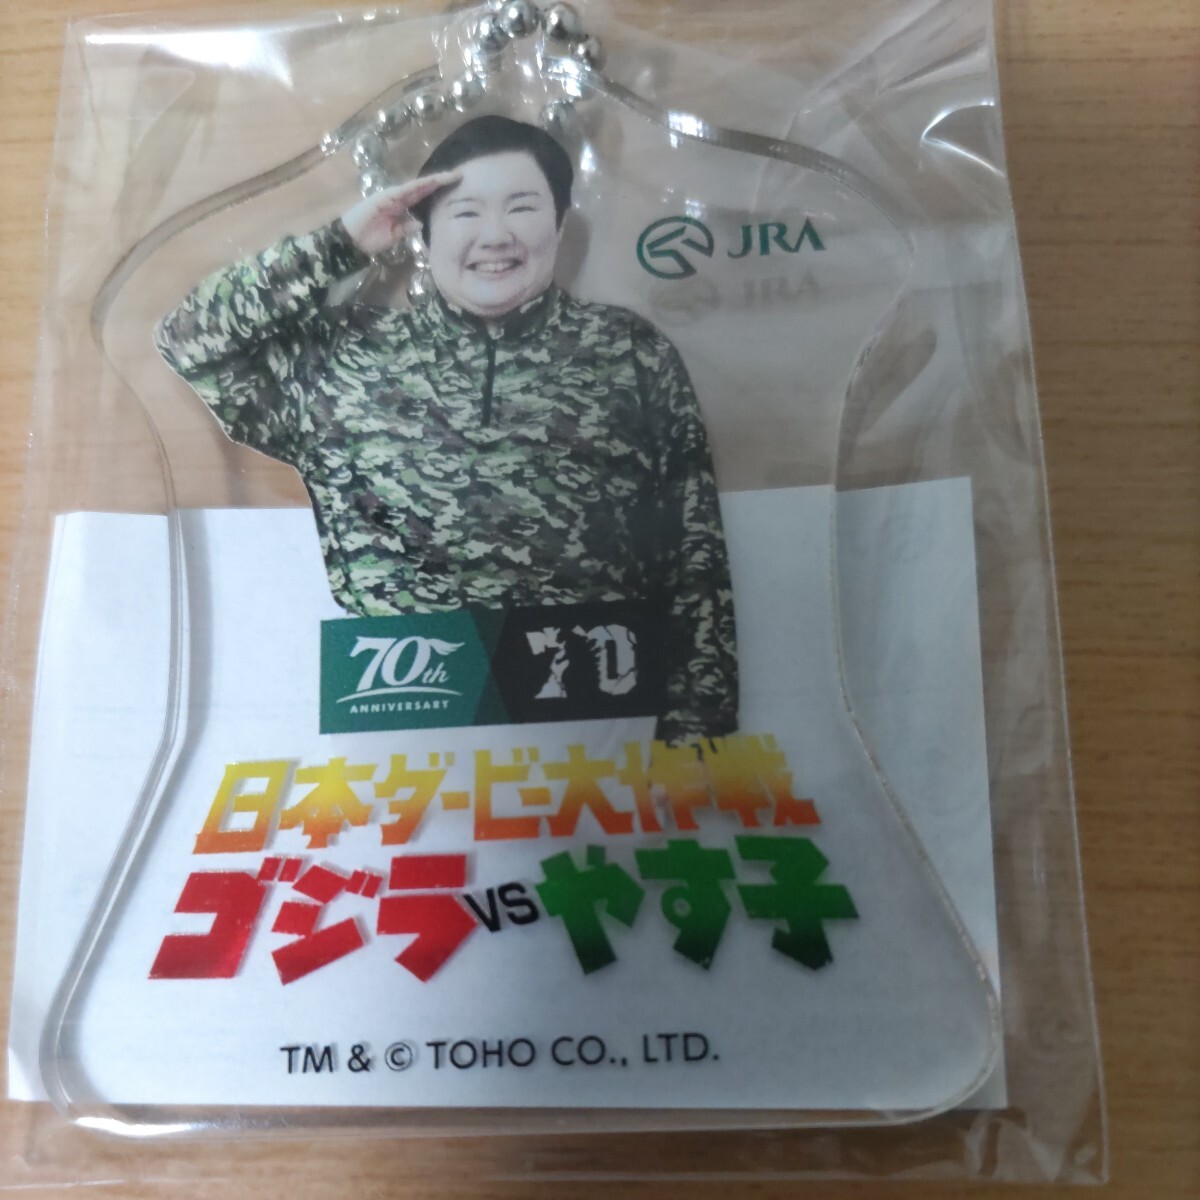 JRA
70th
ANNIVERSARY
70
日本ダービー大作戦
ゴジラVSやす子
TM & © TOHO CO., LTD.